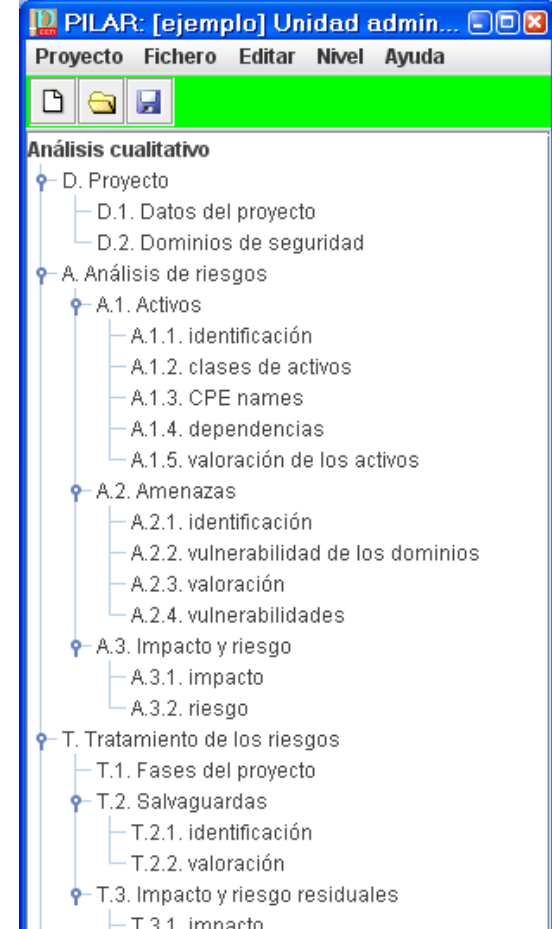 PILAR: [ejemplo] Unidad admin...
Proyecto Fichero Editar Nivel Ayuda
Análisis cualitativo
D. Proyecto
D.1. Datos del proyecto
D.2. Dominios de seguridad
A. Análisis de riesgos
A.1. Activos
A.1.1. identificación
A.1.2. clases de activos
A.1.3. CPE names
A.1.4. dependencias
A.1.5. valoración de los activos
A.2. Amenazas
A.2.1. identificación
A.2.2. vulnerabilidad de los dominios
A.2.3. valoración
A.2.4. vulnerabilidades
A.3. Impacto y riesgo
A.3.1. impacto
A.3.2. riesgo
T. Tratamiento de los riesgos
T.1. Fases del proyecto
T.2. Salvaguardas
T.2.1. identificación
T.2.2. valoración
T.3. Impacto y riesgo residuales
T.3.1. impacto